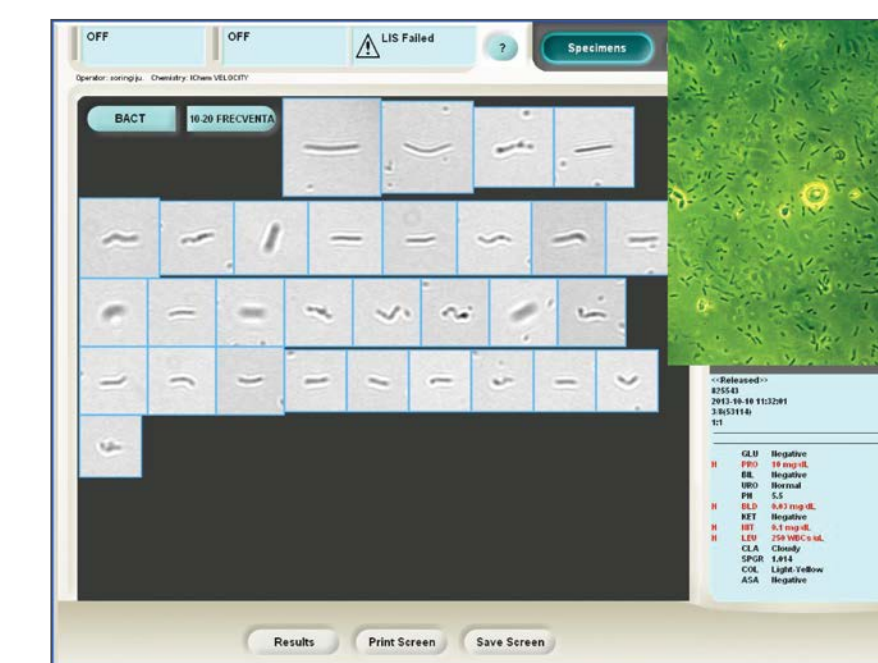 OFF
OFF
LIS Failed
?
Specimens
Chemistry: IChem VELOCITY
BACT
10-20 FRECVENTA
<<Released>>
825543
2013-10-10 11:32:01
3/8(53114)
1:1
GLU Negative
H PRO 10 mg/dL
BIL Negative
URO Normal
PH 5.5
H BLD 0.03 mg/dL
KET Negative
H NIT 0.1 mg/dL
H LEU 250 WBCs/uL
CLA Cloudy
SPGR 1.014
COL Light-Yellow
ASA Negative
Results
Print Screen
Save Screen